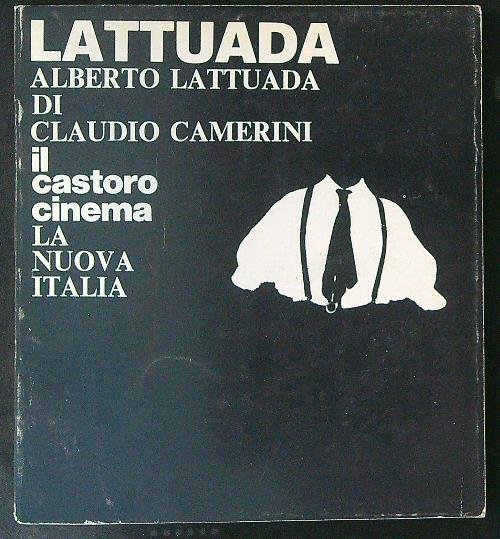 LATTUADA
ALBERTO LATTUADA
DI
CLAUDIO CAMERINI
il
castoro
cinema
LA
NUOVA
ITALIA